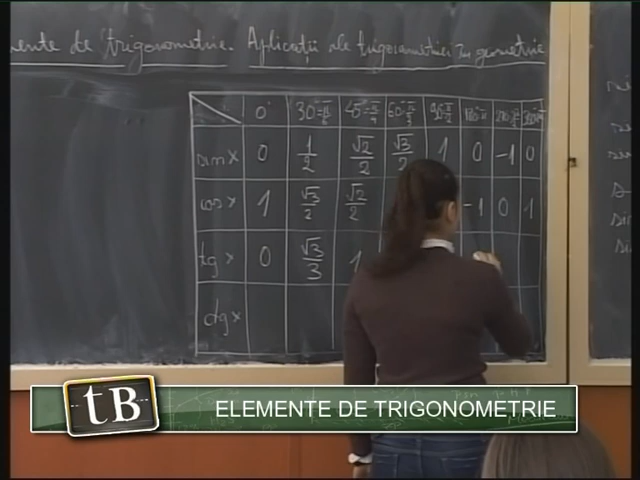 ente de trigonometrie. Aplicații ale trigonometriei în geometrie
0° 30°=π/6 45°=π/4 60°=π/3 90°=π/2 180°=π
sin x 0 1/2 √2/2 √3/2 1 0 -1 0
cos x 1 √3/2 √2/2 -1 0 1
tg x 0 √3/3 1
ctg x
tB
ELEMENTE DE TRIGONOMETRIE